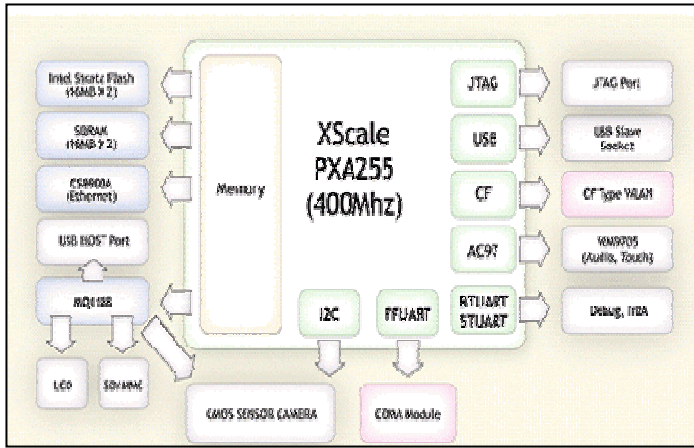 Intel Strata Flash
(16MB x 2)
SDRAM
(16MB x 2)
CS8900A
(Ethernet)
USB HOST Port
LCD
SD/MMC
Memory
XScale
PXA255
(400Mhz)
JTAG
USB
CF
AC97
BTUART
STUART
I2C
FFUART
JTAG Port
USB Slave
Socket
CF Type WLAN
WM9705
(Audio, Touch)
Debug, IrDA
CMOS SENSOR CAMERA
CDMA Module